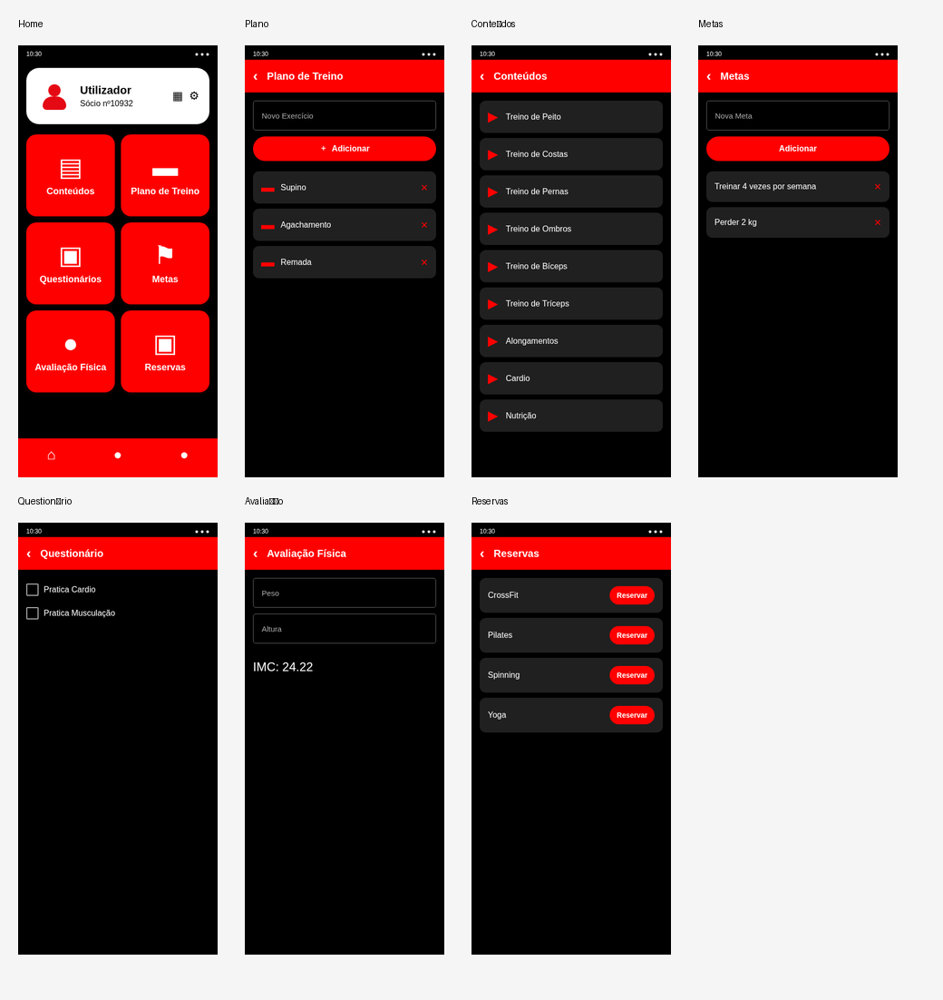 Home
10:30
Utilizador
Sócio nº10932
Conteúdos
Plano de Treino
Questionários
Metas
Avaliação Física
Reservas
Plano
10:30
Plano de Treino
Novo Exercício
+ Adicionar
Supino
Agachamento
Remada
Conte□dos
10:30
Conteúdos
Treino de Peito
Treino de Costas
Treino de Pernas
Treino de Ombros
Treino de Bíceps
Treino de Tríceps
Alongamentos
Cardio
Nutrição
Metas
10:30
Metas
Nova Meta
Adicionar
Treinar 4 vezes por semana
Perder 2 kg
Question□rio
10:30
Questionário
Pratica Cardio
Pratica Musculação
Avalia□□o
10:30
Avaliação Física
Peso
Altura
IMC: 24.22
Reservas
10:30
Reservas
CrossFit Reservar
Pilates Reservar
Spinning Reservar
Yoga Reservar